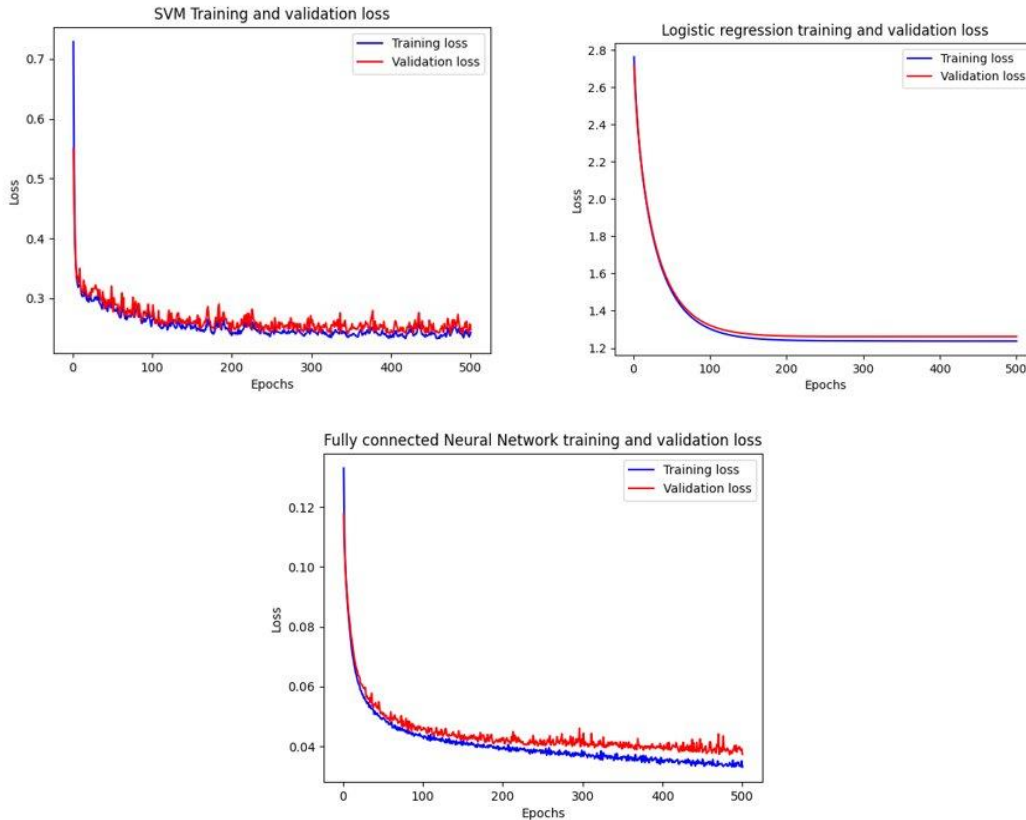 SVM Training and validation loss
Training loss
Validation loss
0.7
0.6
0.5
0.4
0.3
Loss
0 100 200 300 400 500
Epochs
Logistic regression training and validation loss
Training loss
Validation loss
2.8
2.6
2.4
2.2
2.0
1.8
1.6
1.4
1.2
Loss
0 100 200 300 400 500
Epochs
Fully connected Neural Network training and validation loss
Training loss
Validation loss
0.12
0.10
0.08
0.06
0.04
Loss
0 100 200 300 400 500
Epochs